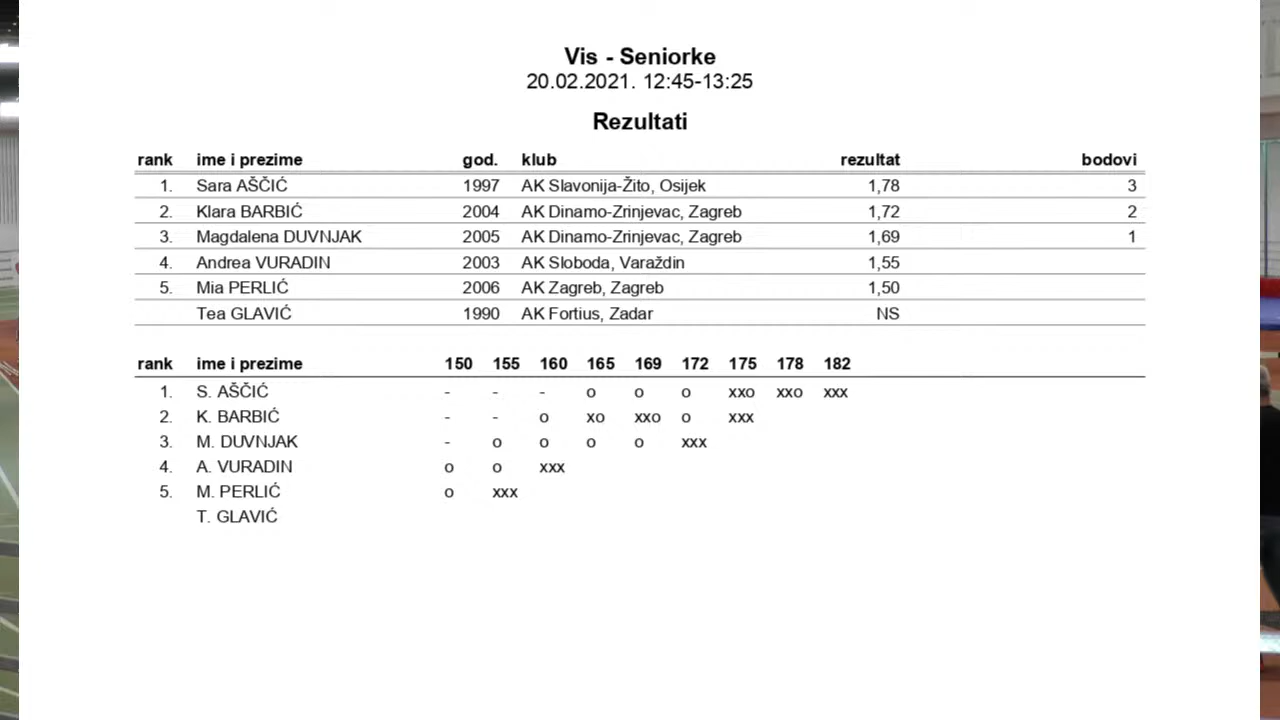 Vis - Seniorke
20.02.2021. 12:45-13:25
Rezultati
rank ime i prezime god. klub rezultat bodovi
1. Sara AŠČIĆ 1997 AK Slavonija-Žito, Osijek 1,78 3
2. Klara BARBIĆ 2004 AK Dinamo-Zrinjevac, Zagreb 1,72 2
3. Magdalena DUVNJAK 2005 AK Dinamo-Zrinjevac, Zagreb 1,69 1
4. Andrea VURADIN 2003 AK Sloboda, Varaždin 1,55
5. Mia PERLIĆ 2006 AK Zagreb, Zagreb 1,50
Tea GLAVIĆ 1990 AK Fortius, Zadar NS
rank ime i prezime 150 155 160 165 169 172 175 178 182
1. S. AŠČIĆ - - - o o o xxo xxo xxx
2. K. BARBIĆ - - o xo xxo o xxx
3. M. DUVNJAK - o o o o xxx
4. A. VURADIN o o xxx
5. M. PERLIĆ o xxx
T. GLAVIĆ